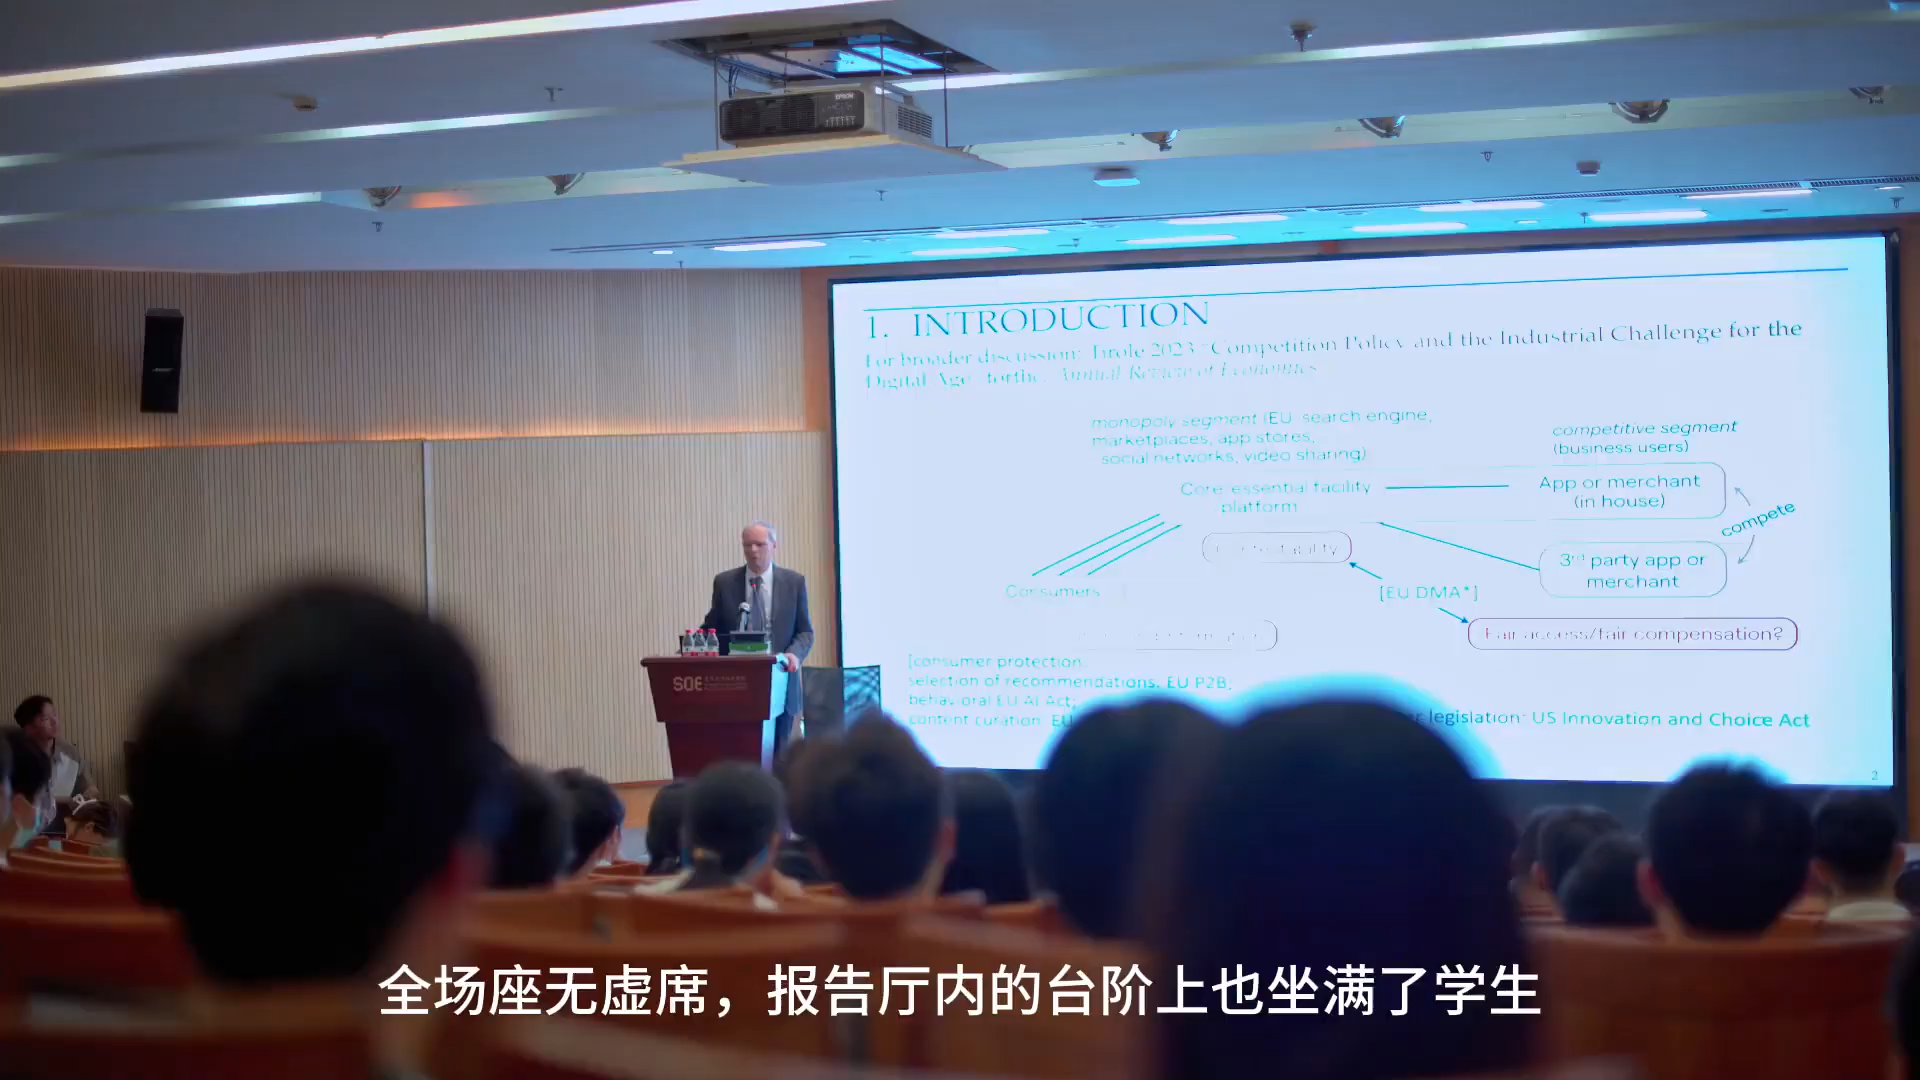 EPSON
1. INTRODUCTION
For broader discussion: Tirole 2023 "Competition Policy and the Industrial Challenge for the
Digital Age" forthc. Annual Review of Economics
monopoly segment (EU: search engine,
marketplaces, app stores,
social networks, video sharing)
competitive segment
(business users)
Core essential facility
platform
App or merchant
(in house)
compete
3rd party app or
merchant
Consumers
[EU DMA*]
Fair access/fair compensation?
[consumer protection
selection of recommendations: EU P2B;
behavioral EU AI Act;
content curation: EU
legislation: US Innovation and Choice Act
2
SOE
全场座无虚席，报告厅内的台阶上也坐满了学生